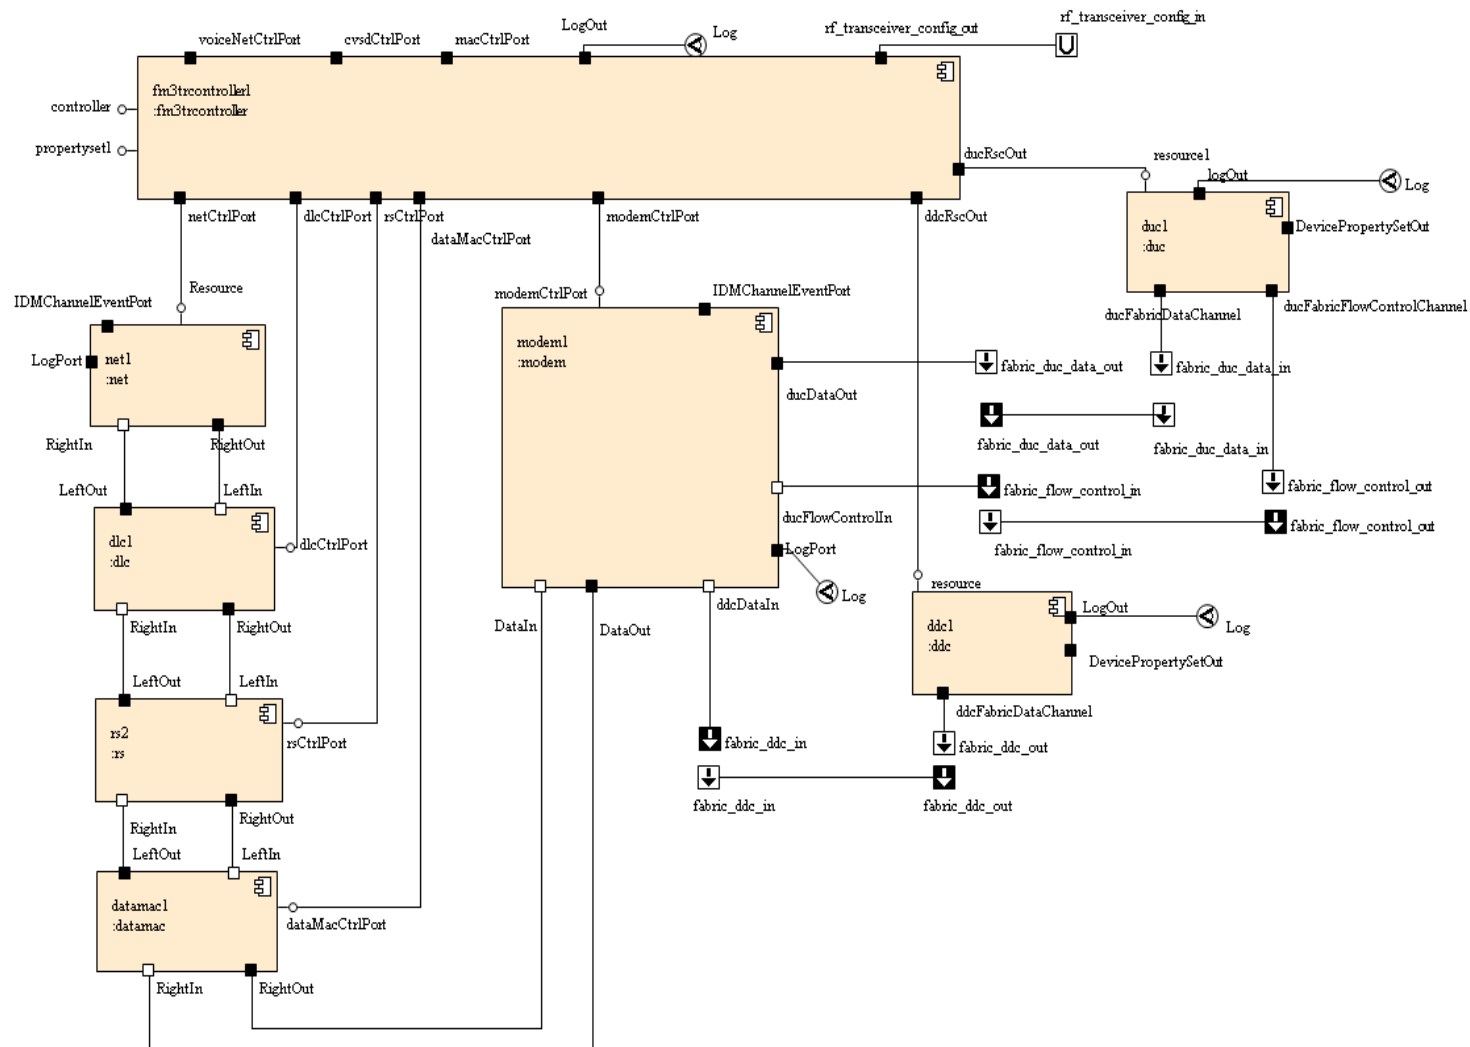 voiceNetCtrlPort
cvsdCtrlPort
macCtrlPort
LogOut
Log
rf_transceiver_config_out
rf_transceiver_config_in
fm3trcontroller1
:fm3trcontroller
controller
propertyset1
ducRscOut
resource1
logOut
Log
netCtrlPort
dlcCtrlPort
rsCtrlPort
dataMacCtrlPort
modemCtrlPort
ddcRscOut
duc1
:duc
DevicePropertySetOut
ducFabricDataChannel
ducFabricFlowControlChannel
Resource
IDMChannelEventPort
modemCtrlPort
IDMChannelEventPort
LogPort
net1
:net
modem1
:modem
ducDataOut
fabric_duc_data_out
fabric_duc_data_in
RightIn
RightOut
fabric_duc_data_out
fabric_duc_data_in
LeftOut
LeftIn
fabric_flow_control_in
fabric_flow_control_out
ducFlowControlIn
fabric_flow_control_in
fabric_flow_control_out
dlc1
:dlc
dlcCtrlPort
LogPort
Log
ddcDataIn
DataIn
DataOut
resource
LogOut
Log
ddc1
:ddc
DevicePropertySetOut
ddcFabricDataChannel
RightIn
RightOut
LeftOut
LeftIn
rs2
:rs
rsCtrlPort
fabric_ddc_in
fabric_ddc_out
fabric_ddc_in
fabric_ddc_out
RightIn
RightOut
LeftOut
LeftIn
datamac1
:datamac
dataMacCtrlPort
RightIn
RightOut